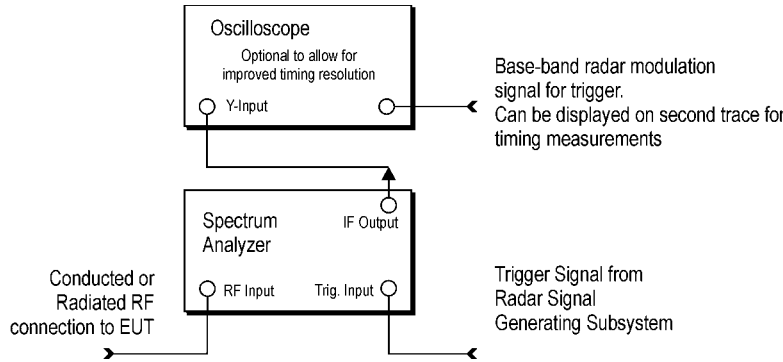 Oscilloscope
Optional to allow for
improved timing resolution
Y-Input
Base-band radar modulation
signal for trigger.
Can be displayed on second trace for
timing measurements
Spectrum
Analyzer
IF Output
RF Input
Trig. Input
Conducted or
Radiated RF
connection to EUT
Trigger Signal from
Radar Signal
Generating Subsystem